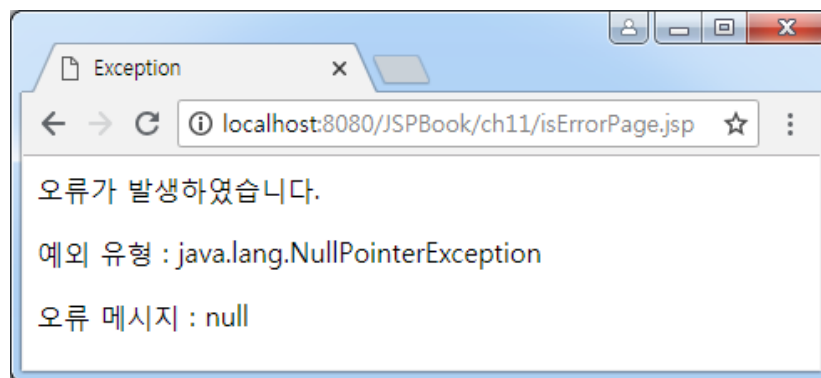 Exception
localhost:8080/JSPBook/ch11/isErrorPage.jsp
오류가 발생하였습니다.
예외 유형 : java.lang.NullPointerException
오류 메시지 : null